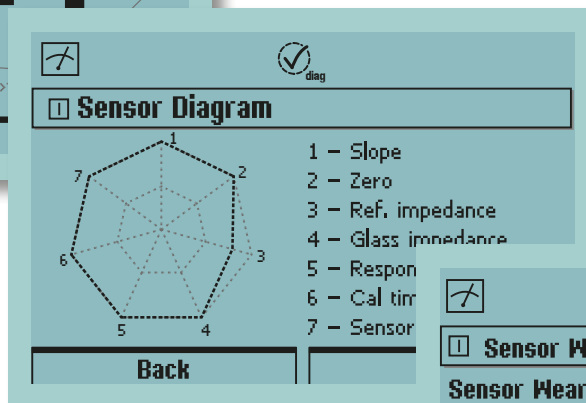 diag
Sensor Diagram
1
2
3
4
5
6
7
1 – Slope
2 – Zero
3 – Ref. impedance
4 – Glass impedance
5 – Respon
6 – Cal tim
7 – Sensor
Back
Sensor W
Sensor Wear